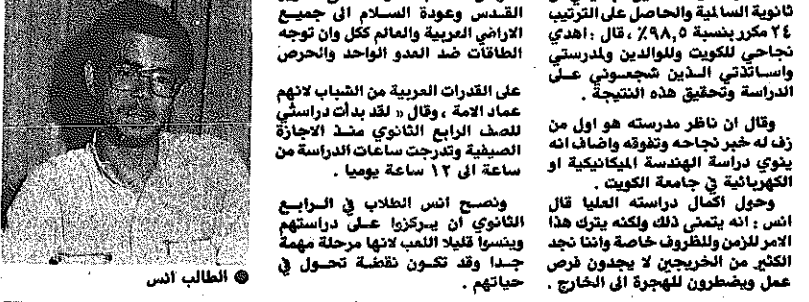 ثانوية السالمية والحاصل على الترتيب
٢٤ مكرر بنسبة ٩٨,٥٪ ، قال : اهدي
نجاحي للكويت وللوالدين ولمدرستي
واساتذتي الذين شجعوني على
الدراسة وتحقيق هذه النتيجة .
وقال ان ناظر مدرسته هو اول من
زف له خبر نجاحه وتفوقه واضاف انه
ينوي دراسة الهندسة الميكانيكية او
الكهربائية في جامعة الكويت .
وحول اكمال دراسته العليا قال
انس : انه يتمنى ذلك ولكنه يترك هذا
الامر للزمن وللظروف خاصة واننا نجد
الكثير من الخريجين لا يجدون فرص
عمل ويضطرون للهجرة الى الخارج .
القدس وعودة السلام الى جميع
الاراضي العربية والعالم ككل وان توجه
الطاقات ضد العدو الواحد والحرص
على القدرات العربية من الشباب لانهم
عماد الامة ، وقال « لقد بدأت دراستي
للصف الرابع الثانوي منذ الاجازة
الصيفية وتدرجت ساعات الدراسة من
ساعة الى ١٢ ساعة يوميا .
ونصح انس الطلاب في الرابع
الثانوي ان يركزوا على دراستهم
وينسوا قليلا اللعب لانها مرحلة مهمة
جدا وقد تكون نقطة تحول في
حياتهم .
الطالب انس